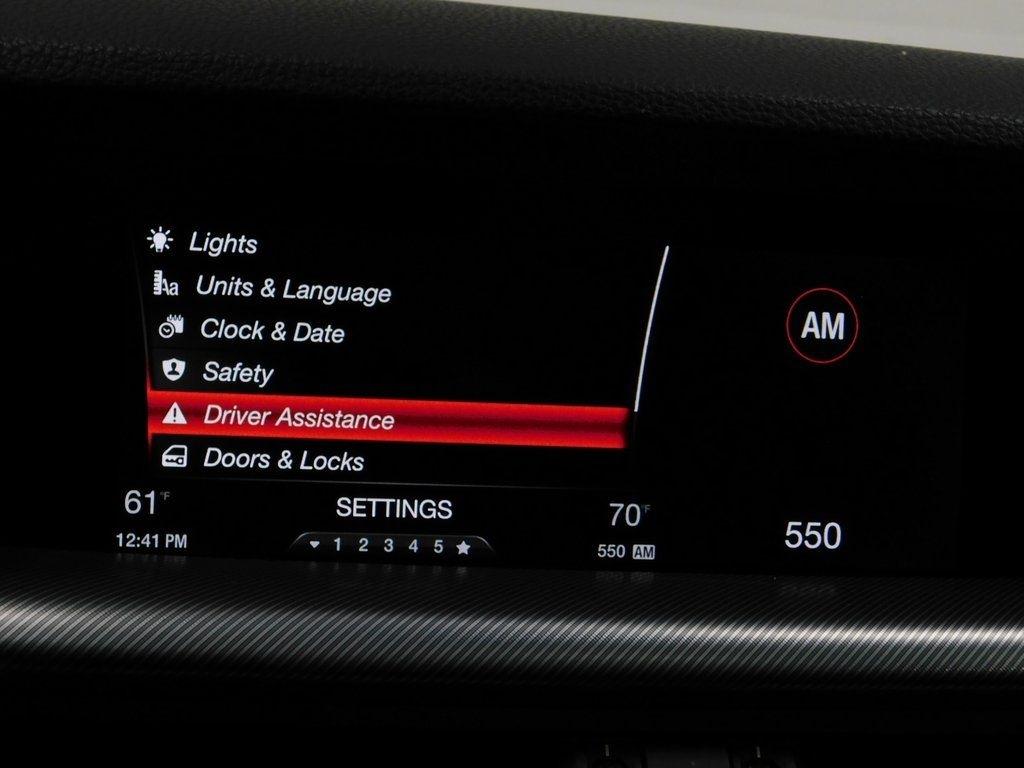 Lights
Aa Units & Language
Clock & Date
Safety
Driver Assistance
Doors & Locks
AM
61°F SETTINGS 70°F
12:41 PM 1 2 3 4 5 550 AM
550